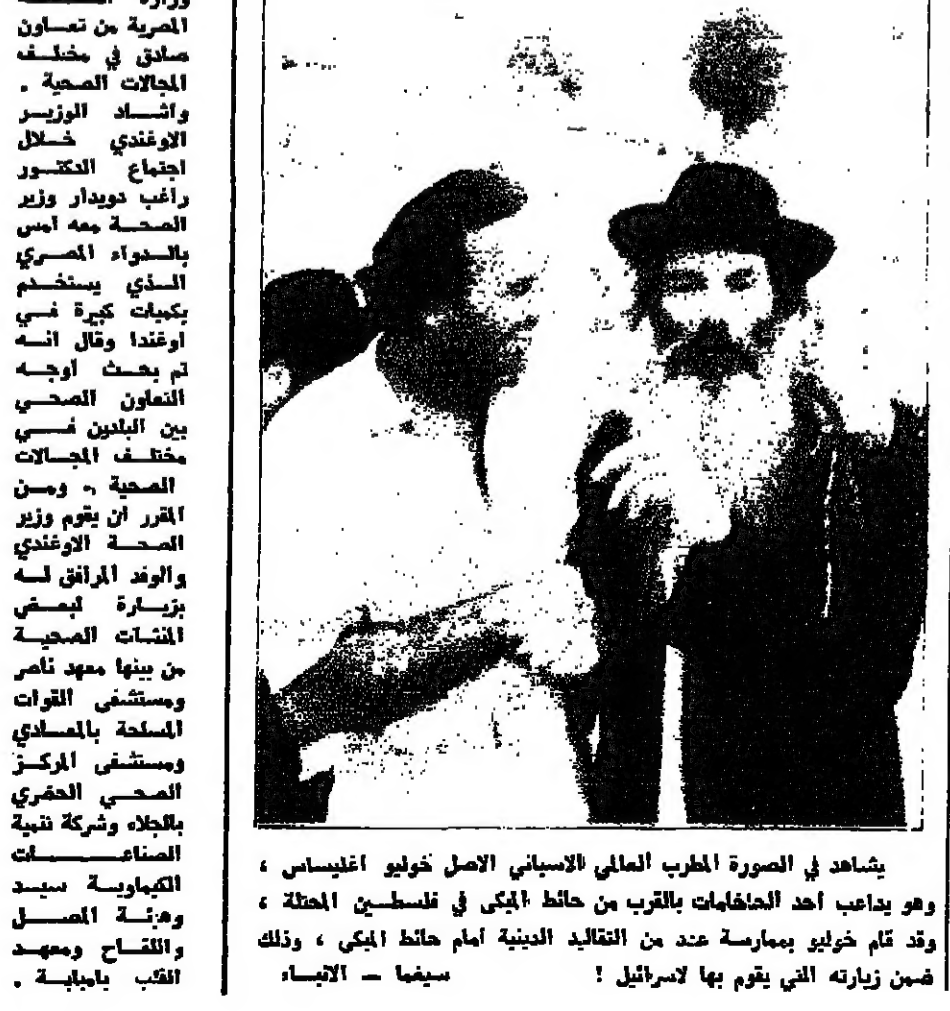 المصرية من تعاون
صادق في مختلف
المجالات الصحية .
واشاد الوزير
الاوغندي خلال
اجتماع الدكتور
راغب دويدار وزير
الصحة معه امس
بالدواء المصري
الذي يستخدم
بكميات كبيرة في
اوغندا وقال انه
تم بحث اوجه
التعاون الصحي
بين البلدين في
مختلف المجالات
الصحية . ومن
المقرر ان يقوم وزير
الصحة الاوغندي
والوفد المرافق له
بزيارة لبعض
المنشآت الصحية
من بينها معهد ناصر
ومستشفى القوات
المسلحة بالمعادي
ومستشفى المركز
الصحي الحضري
بالجلاء وشركة تنمية
الصناعات
الكيماوية سيد
وهيئة المصل
واللقاح ومعهد
القلب بامبابة .
يشاهد في الصورة المطرب العالمي الاسباني الاصل خوليو اغليساس ،
وهو يداعب أحد الحاخامات بالقرب من حائط المبكى في فلسطين المحتلة ،
وقد قام خوليو بممارسة عدد من التقاليد الدينية أمام حائط المبكى ، وذلك
ضمن زيارته التي يقوم بها لاسرائيل ! سيغما – الانباء